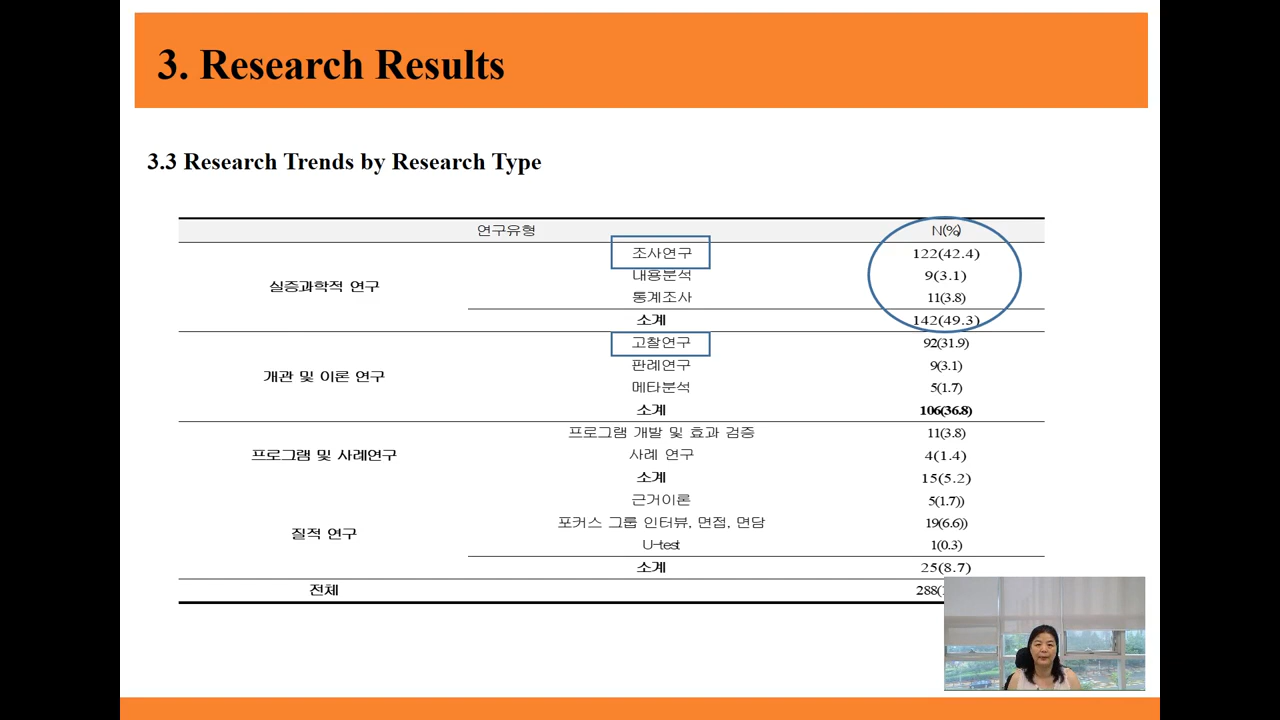 3. Research Results
3.3 Research Trends by Research Type
연구유형 N(%)
실증과학적 연구
조사연구 122(42.4)
내용분석 9(3.1)
통계조사 11(3.8)
소계 142(49.3)
개관 및 이론 연구
고찰연구 92(31.9)
판례연구 9(3.1)
메타분석 5(1.7)
소계 106(36.8)
프로그램 및 사례연구
프로그램 개발 및 효과 검증 11(3.8)
사례 연구 4(1.4)
소계 15(5.2)
질적 연구
근거이론 5(1.7))
포커스 그룹 인터뷰, 면접, 면담 19(6.6))
U-test 1(0.3)
소계 25(8.7)
전체 288(